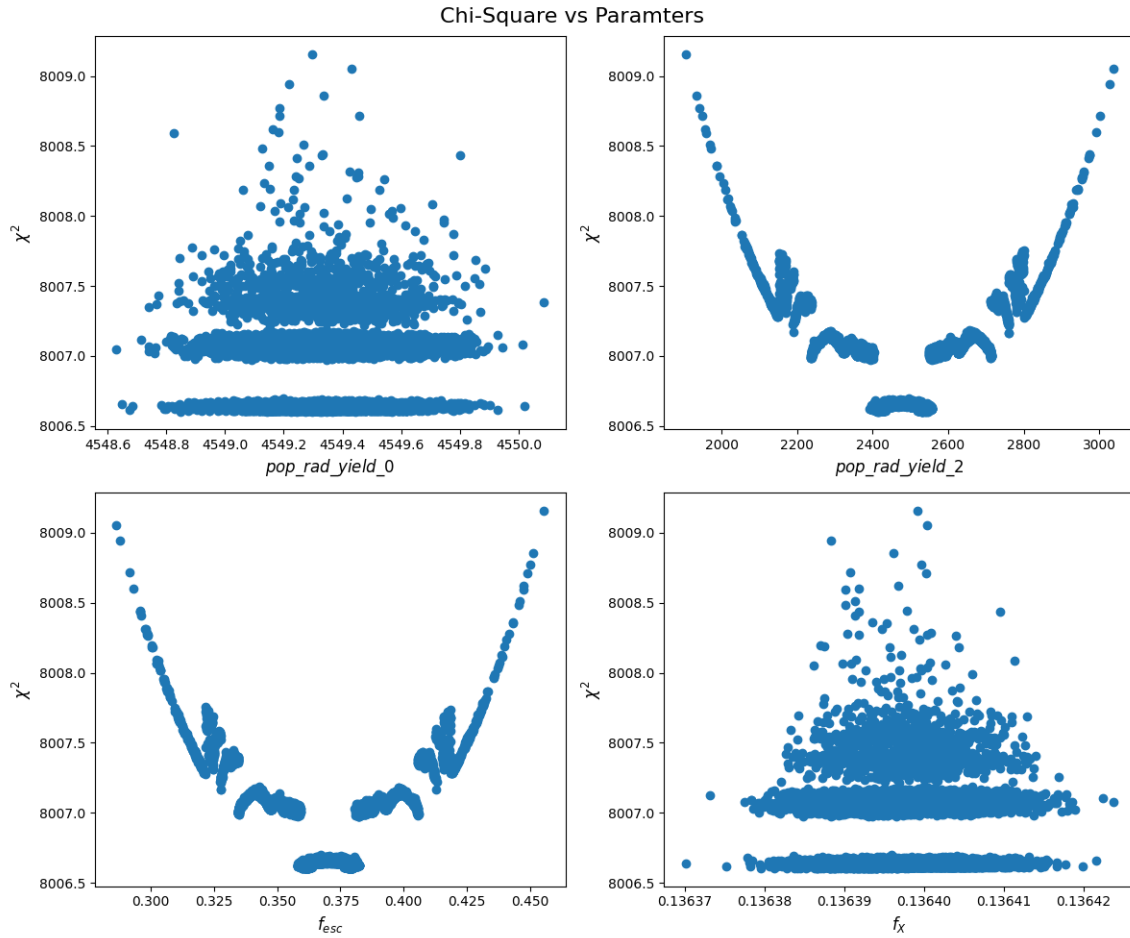 Chi-Square vs Paramters
χ²
8009.0
8008.5
8008.0
8007.5
8007.0
8006.5
4548.6 4548.8 4549.0 4549.2 4549.4 4549.6 4549.8 4550.0
pop_rad_yield_0
χ²
8009.0
8008.5
8008.0
8007.5
8007.0
8006.5
2000 2200 2400 2600 2800 3000
pop_rad_yield_2
χ²
8009.0
8008.5
8008.0
8007.5
8007.0
8006.5
0.300 0.325 0.350 0.375 0.400 0.425 0.450
f_esc
χ²
8009.0
8008.5
8008.0
8007.5
8007.0
8006.5
0.13637 0.13638 0.13639 0.13640 0.13641 0.13642
f_X